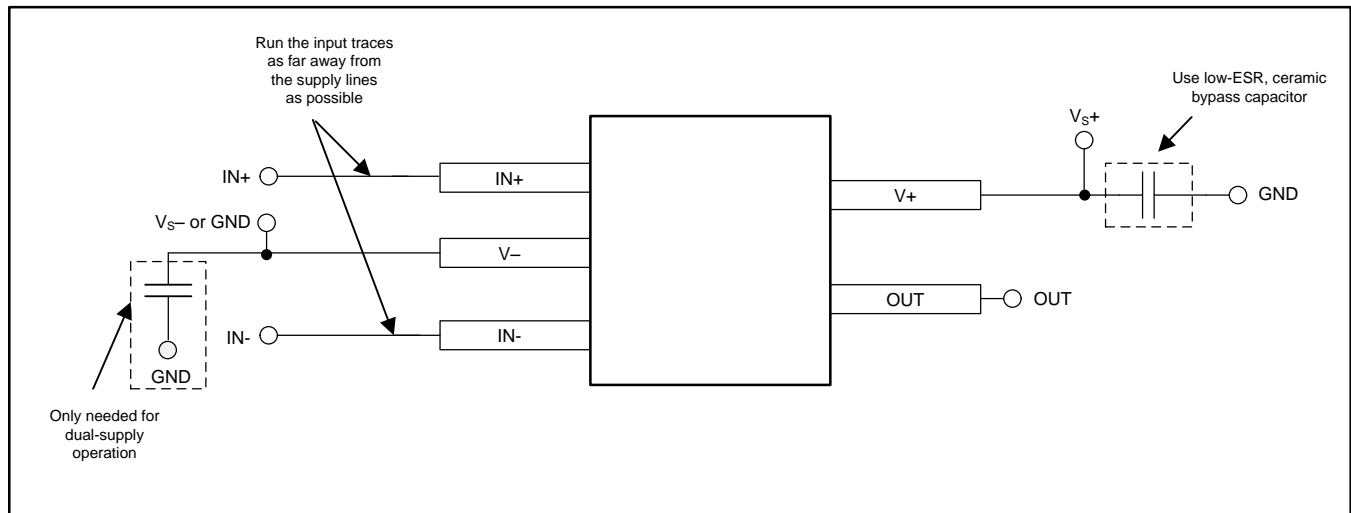 Run the input traces
as far away from
the supply lines
as possible
Use low-ESR, ceramic
bypass capacitor
VS+
IN+
IN+
V+
GND
VS– or GND
V–
OUT
OUT
IN-
IN-
GND
Only needed for
dual-supply
operation